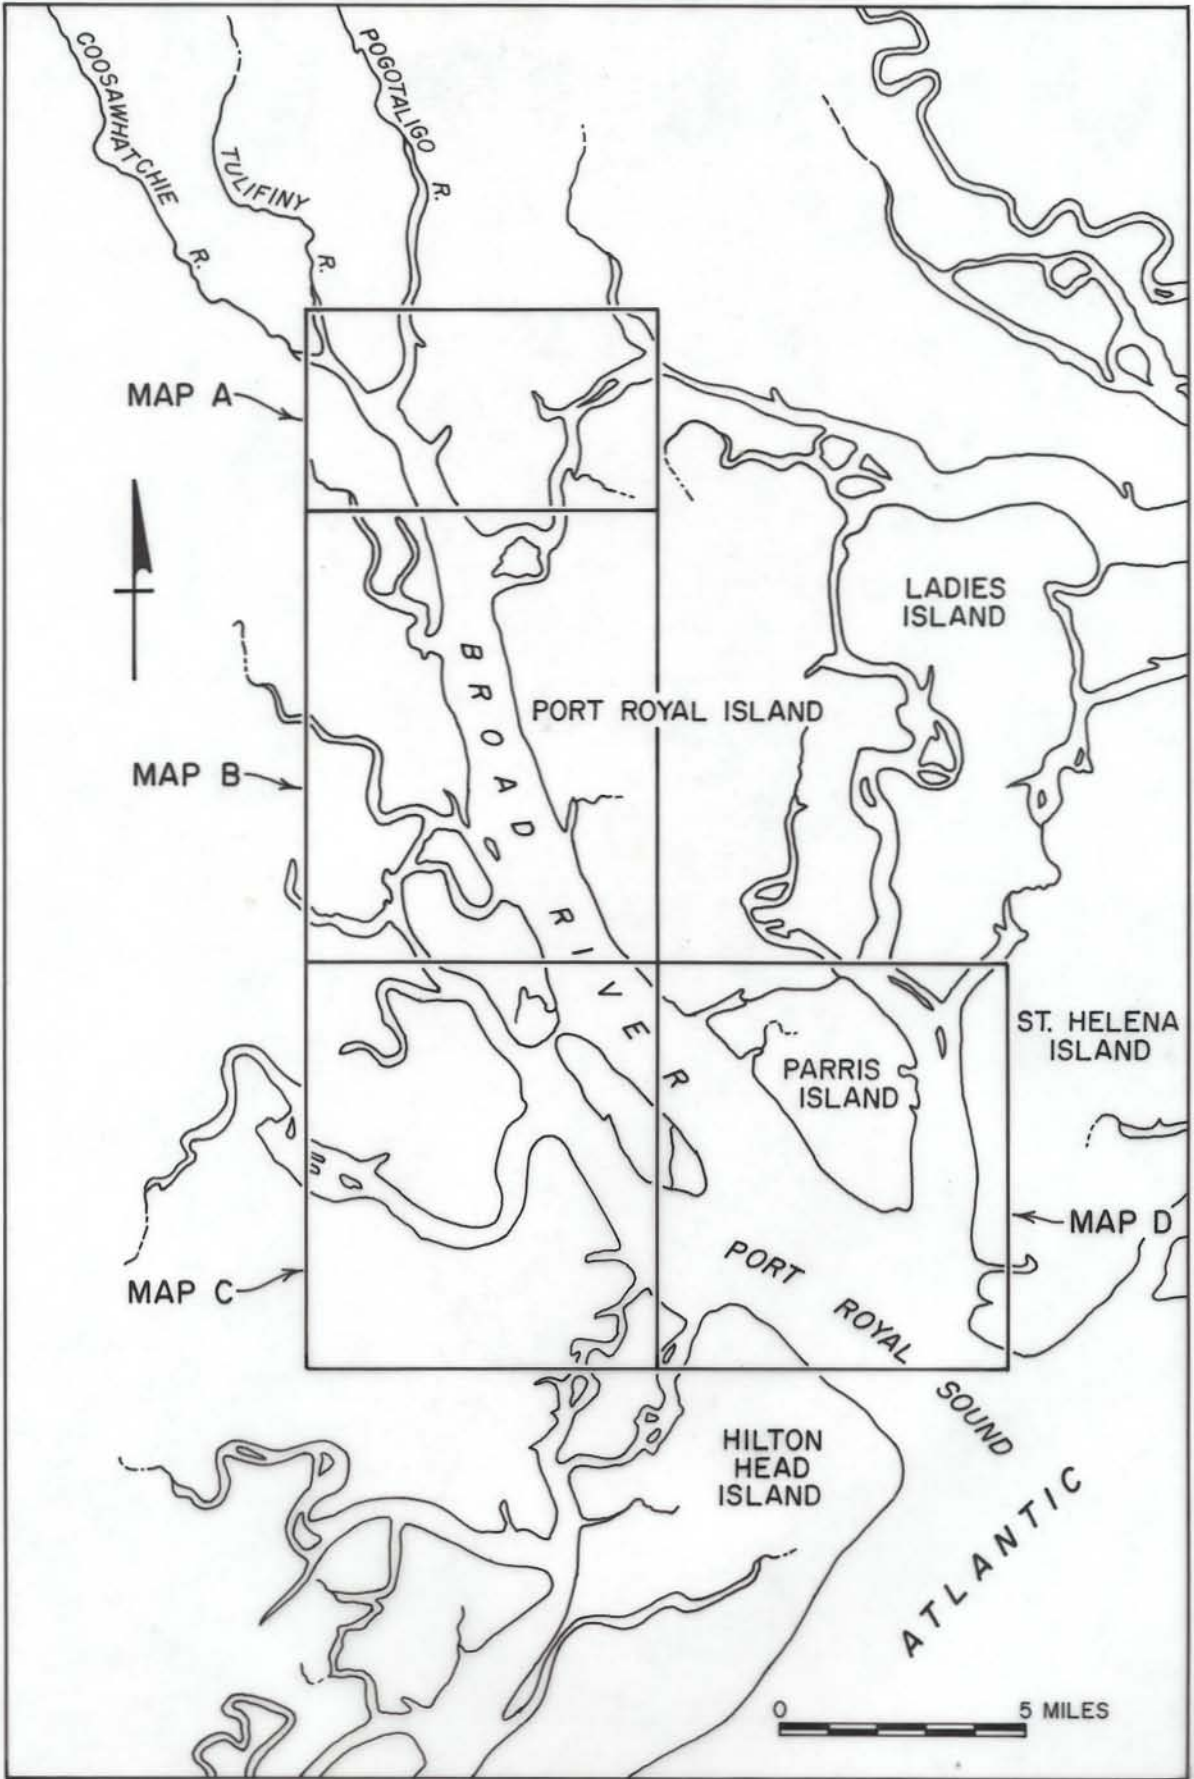 COOSAWHATCHIE R.
TULIFINY R.
POGOTALIGO R.
MAP A
LADIES
ISLAND
BROAD RIVER
PORT ROYAL ISLAND
MAP B
ST. HELENA
ISLAND
PARRIS
ISLAND
MAP D
PORT ROYAL SOUND
MAP C
HILTON
HEAD
ISLAND
ATLANTIC
0 5 MILES